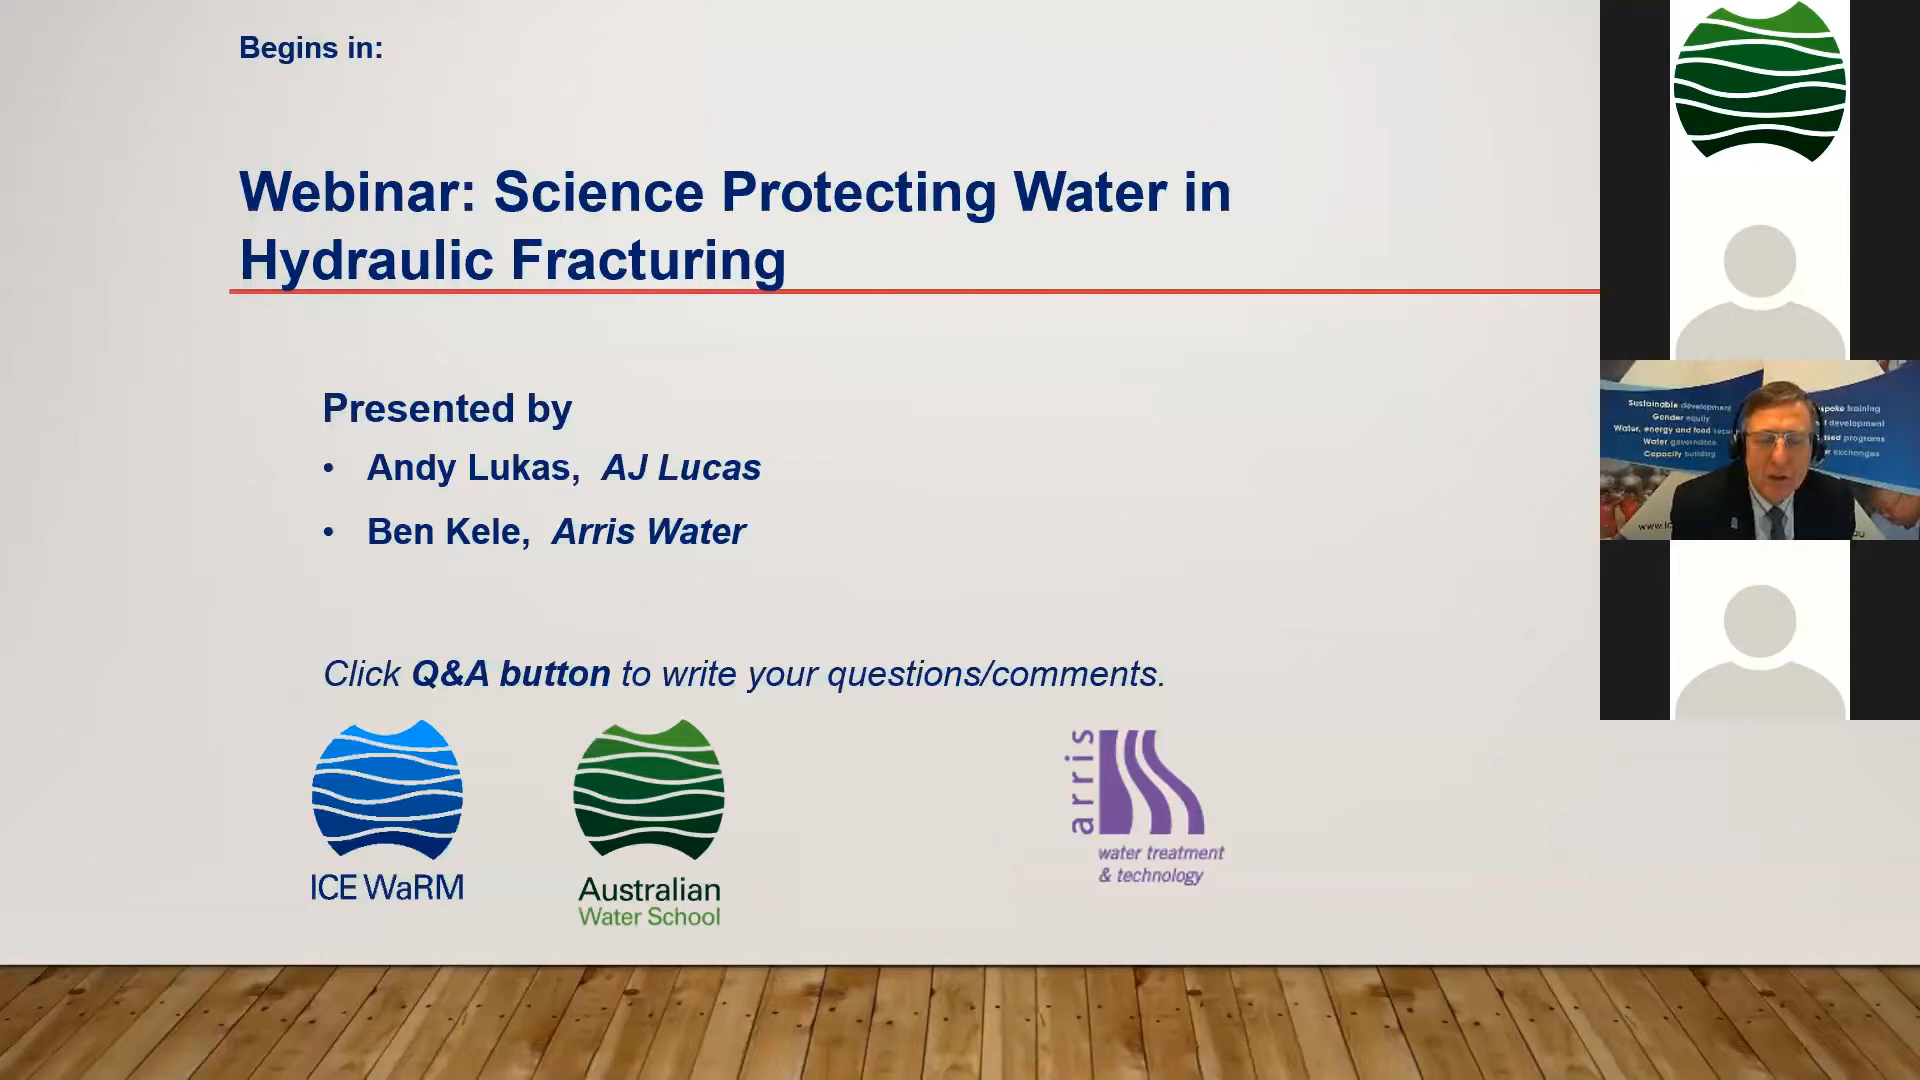 Begins in:
Webinar: Science Protecting Water in
Hydraulic Fracturing
Presented by
• Andy Lukas, AJ Lucas
• Ben Kele, Arris Water
Click Q&A button to write your questions/comments.
ICE WaRM
Australian
Water School
arris
water treatment
& technology
Sustainable development
Gender equity
Water, energy and food
Water governance
Capacity building
training
development
programs
exchanges